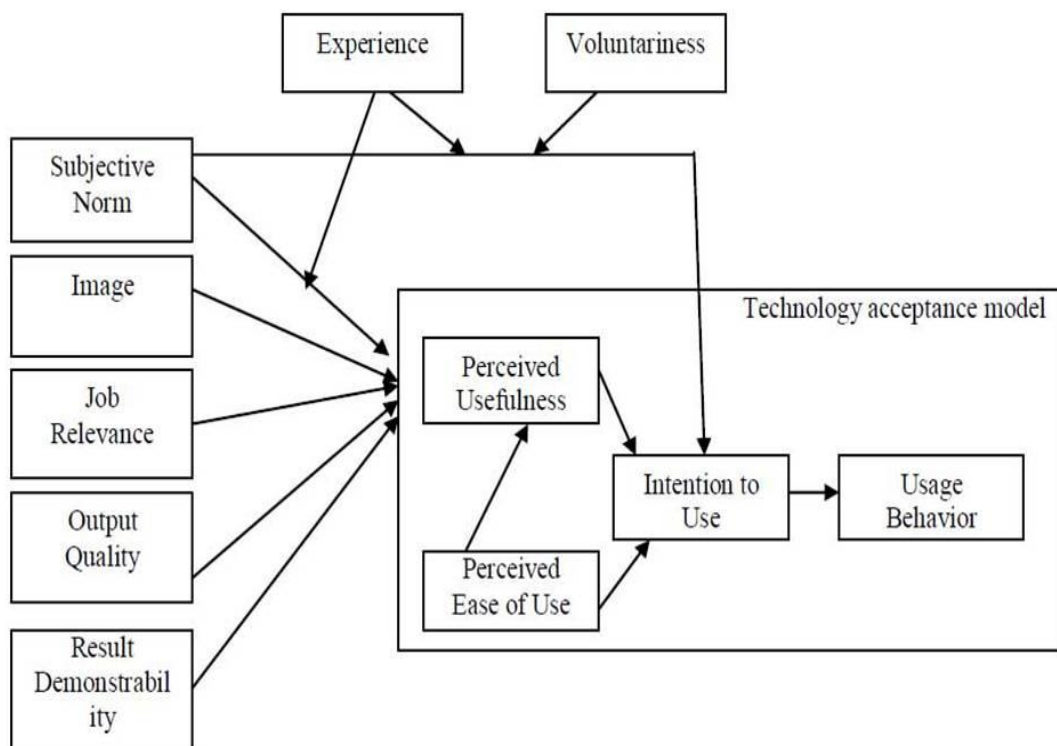 Experience
Voluntariness
Subjective
Norm
Image
Technology acceptance model
Perceived
Usefulness
Job
Relevance
Intention to
Use
Usage
Behavior
Output
Quality
Perceived
Ease of Use
Result
Demonstrabil
ity